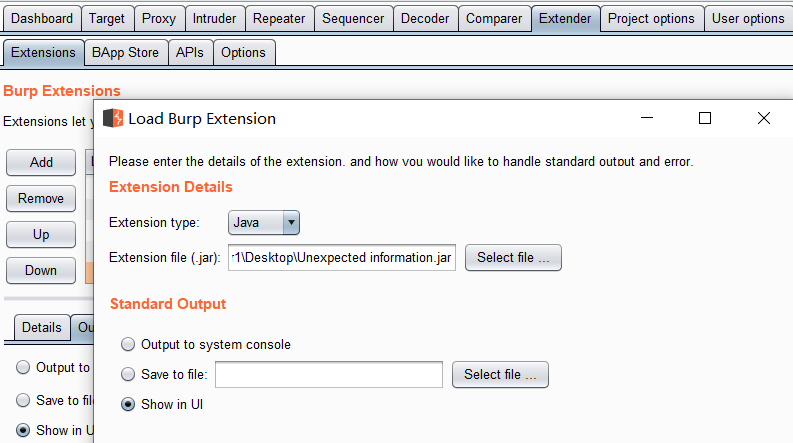 Dashboard Target Proxy Intruder Repeater Sequencer Decoder Comparer Extender Project options User options
Extensions BApp Store APIs Options
Burp Extensions
Extensions let
Add
Remove
Up
Down
Details Ou
Output to
Save to fil
Show in U
Load Burp Extension
Please enter the details of the extension. and how you would like to handle standard output and error.
Extension Details
Extension type: Java
Extension file (.jar): r1\Desktop\Unexpected information.jar Select file ...
Standard Output
Output to system console
Save to file: Select file ...
Show in UI